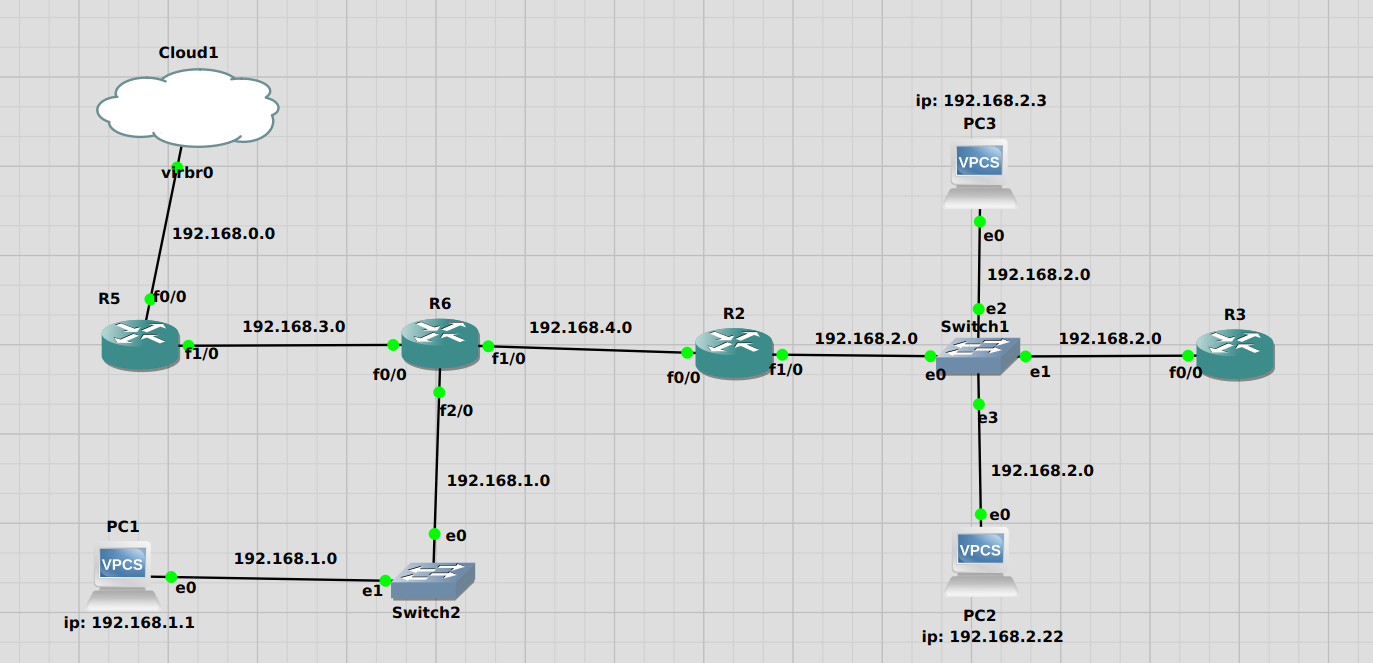 Cloud1
virbr0
192.168.0.0
R5
f0/0
f1/0
192.168.3.0
R6
f0/0
f1/0
f2/0
192.168.4.0
R2
f0/0
f1/0
192.168.2.0
ip: 192.168.2.3
PC3
VPCS
e0
192.168.2.0
e2
Switch1
e0
e1
e3
192.168.2.0
R3
f0/0
192.168.2.0
e0
VPCS
PC2
ip: 192.168.2.22
192.168.1.0
e0
PC1
VPCS
e0
192.168.1.0
e1
Switch2
ip: 192.168.1.1